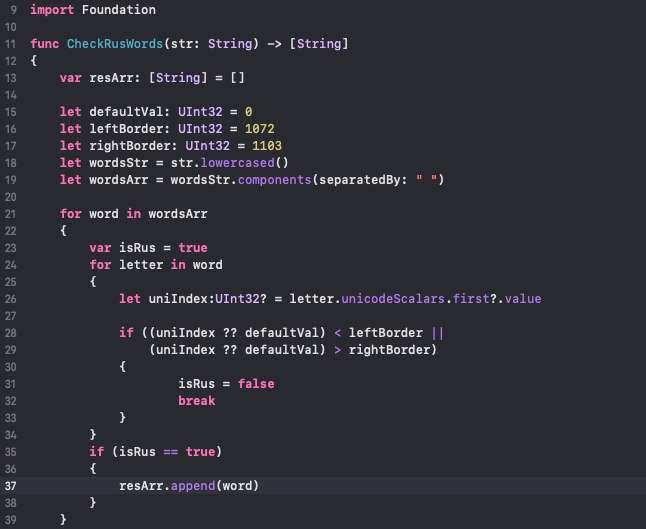 9 import Foundation
10
11 func CheckRusWords(str: String) -> [String]
12 {
13     var resArr: [String] = []
14
15     let defaultVal: UInt32 = 0
16     let leftBorder: UInt32 = 1072
17     let rightBorder: UInt32 = 1103
18     let wordsStr = str.lowercased()
19     let wordsArr = wordsStr.components(separatedBy: " ")
20
21     for word in wordsArr
22     {
23         var isRus = true
24         for letter in word
25         {
26             let uniIndex:UInt32? = letter.unicodeScalars.first?.value
27
28             if ((uniIndex ?? defaultVal) < leftBorder ||
29                 (uniIndex ?? defaultVal) > rightBorder)
30             {
31                     isRus = false
32                     break
33             }
34         }
35         if (isRus == true)
36         {
37             resArr.append(word)
38         }
39     }